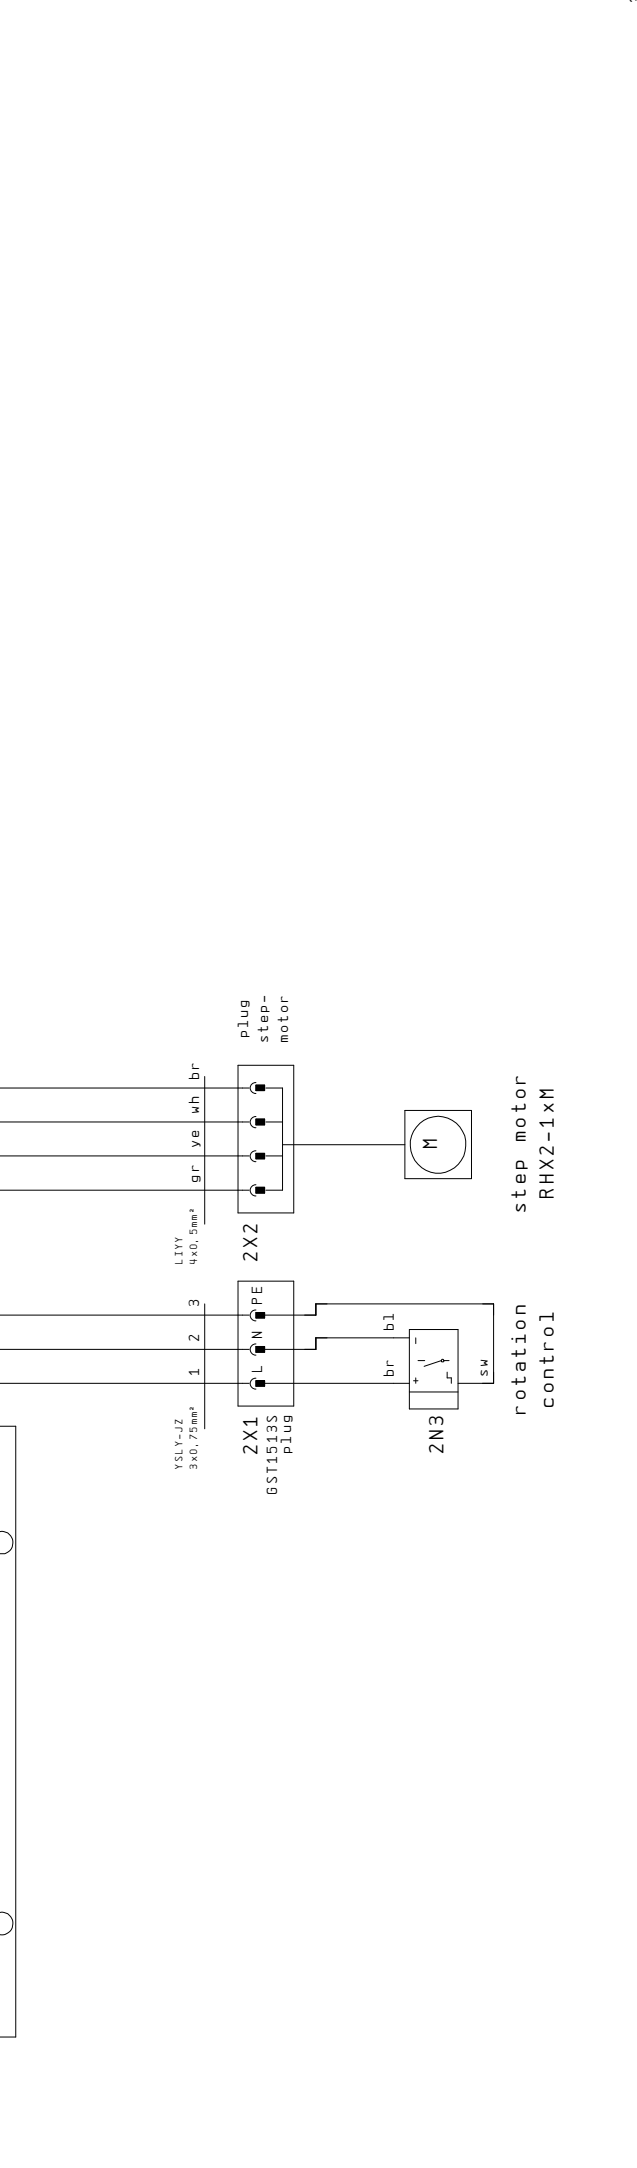 YSLY-JZ
3x0,75mm²
1
2
3
LIYY
4x0,5mm²
gr
ye
wh
br
2X1
L
N
PE
GST1513S
plug
2X2
plug
step-
motor
br
bl
+
-
2N3
sw
M
rotation
control
step motor
RHX2-1xM